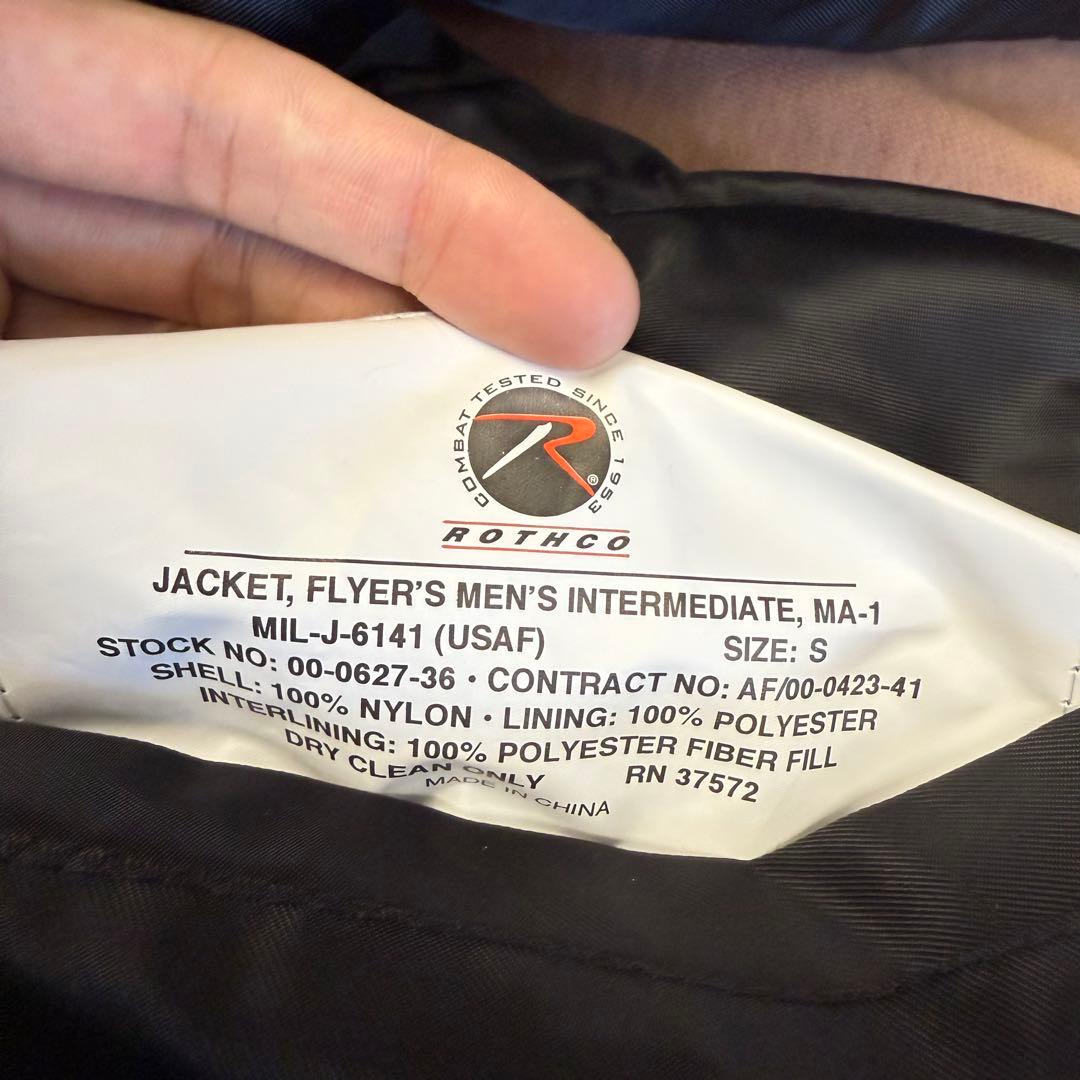 COMBAT TESTED SINCE 1953
R®
ROTHCO
JACKET, FLYER'S MEN'S INTERMEDIATE, MA-1
MIL-J-6141 (USAF) SIZE: S
STOCK NO: 00-0627-36 • CONTRACT NO: AF/00-0423-41
SHELL: 100% NYLON • LINING: 100% POLYESTER
INTERLINING: 100% POLYESTER FIBER FILL
DRY CLEAN ONLY RN 37572
MADE IN CHINA